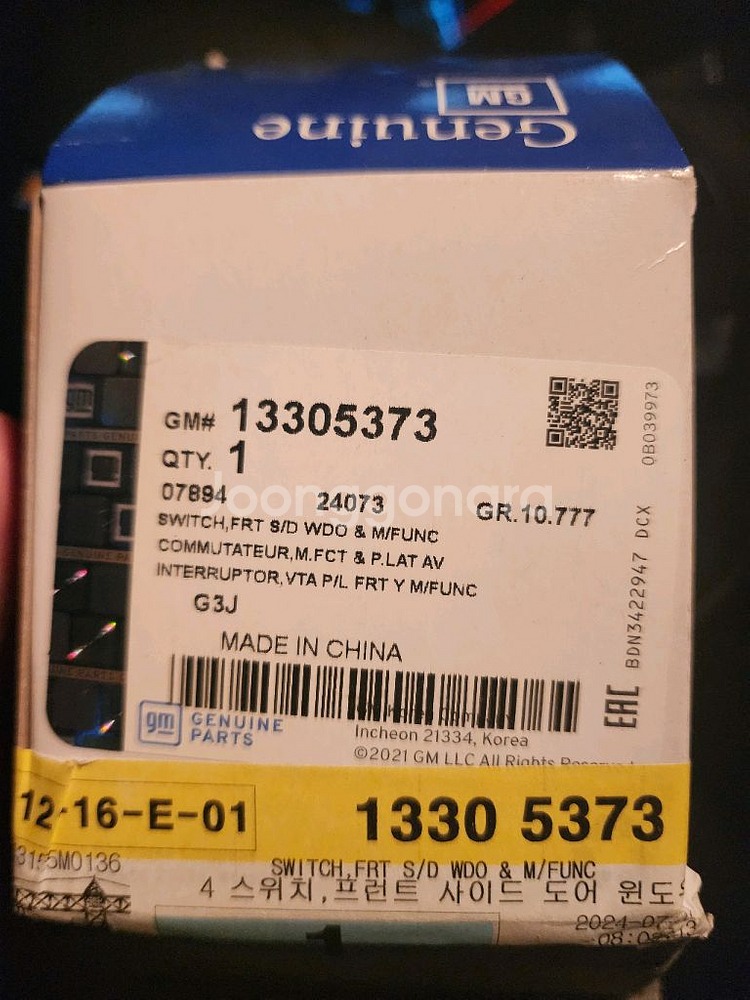 GM
Genuine
GM# 13305373
0B039973
QTY. 1
07894 24073 GR.10.777
Joonggonara
SWITCH,FRT S/D WDO & M/FUNC
COMMUTATEUR,M.FCT & P.LAT AV
INTERRUPTOR,VTA P/L FRT Y M/FUNC
G3J
BDN3422947 DCX
MADE IN CHINA
EAC
gm GENUINE
PARTS
Incheon 21334, Korea
©2021 GM LLC All Rights
12-16-E-01 1330 5373
SWITCH,FRT S/D WDO & M/FUNC
4 스위치,프런트 사이드 도어